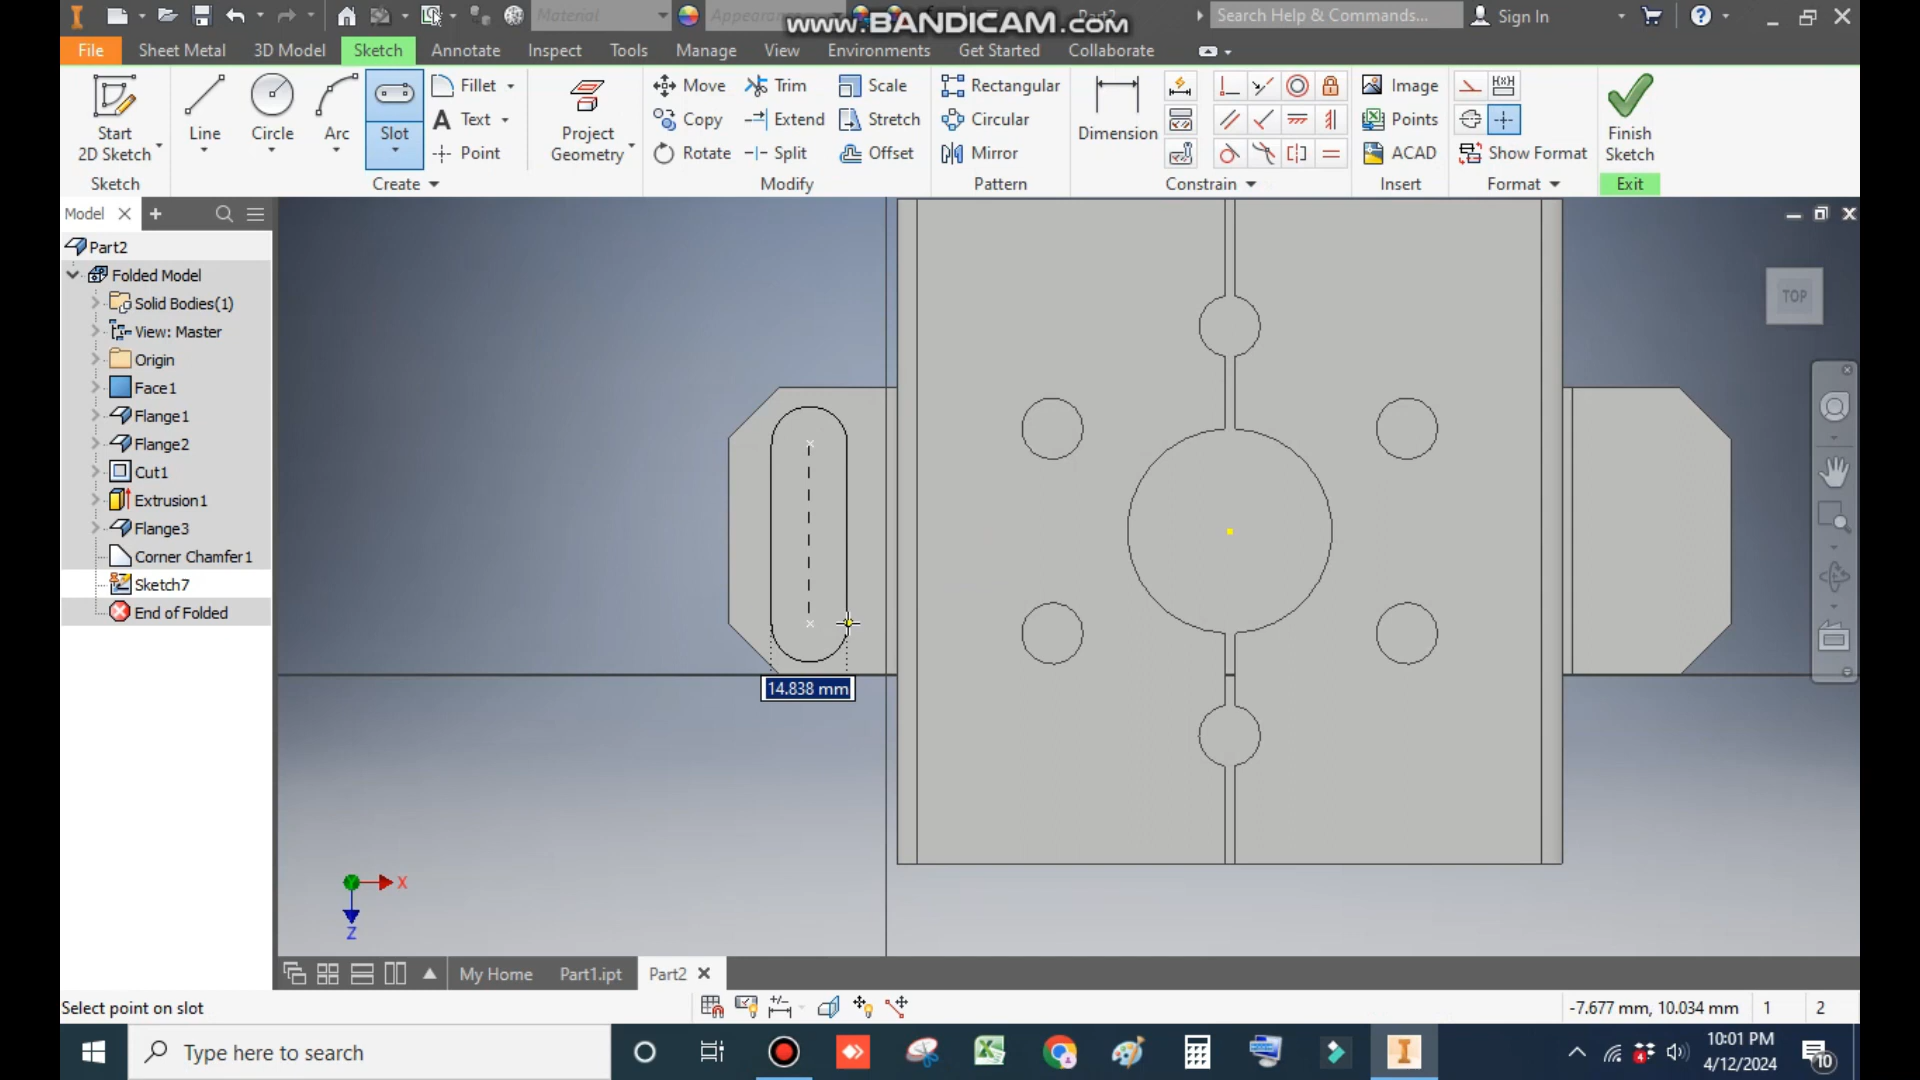 Material
Appearance
www.BANDICAM.com
Part2
Search Help & Commands...
Sign In
File
Sheet Metal
3D Model
Sketch
Annotate
Inspect
Tools
Manage
View
Environments
Get Started
Collaborate
Start
2D Sketch
Line
Circle
Arc
Slot
Fillet
Text
Point
Project
Geometry
Move
Copy
Rotate
Trim
Extend
Split
Scale
Stretch
Offset
Rectangular
Circular
Mirror
Dimension
Image
Points
ACAD
Show Format
Finish
Sketch
Sketch
Create
Modify
Pattern
Constrain
Insert
Format
Exit
Model
Part2
Folded Model
Solid Bodies(1)
View: Master
Origin
Face1
Flange1
Flange2
Cut1
Extrusion1
Flange3
Corner Chamfer1
Sketch7
End of Folded
TOP
14.838 mm
X
Z
My Home
Part1.ipt
Part2
Select point on slot
-7.677 mm, 10.034 mm
1
2
Type here to search
10:01 PM
4/12/2024
10